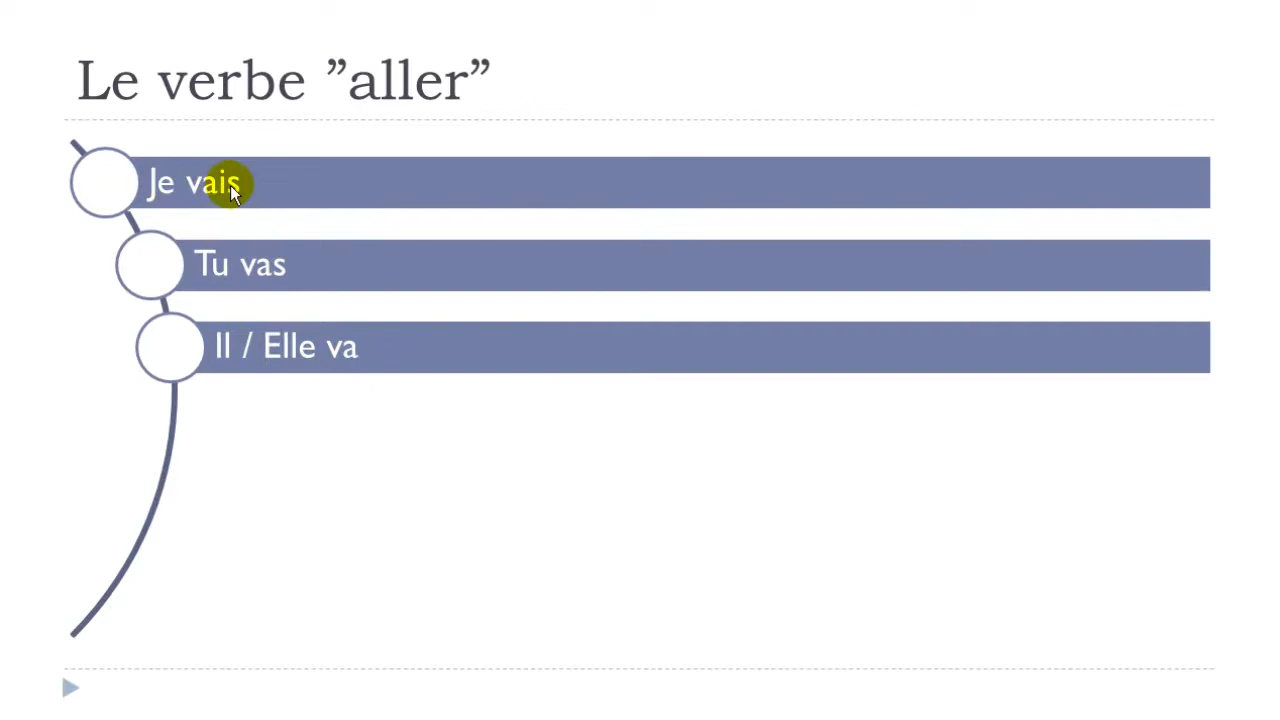 Le verbe ”aller”
Je vais
Tu vas
Il / Elle va